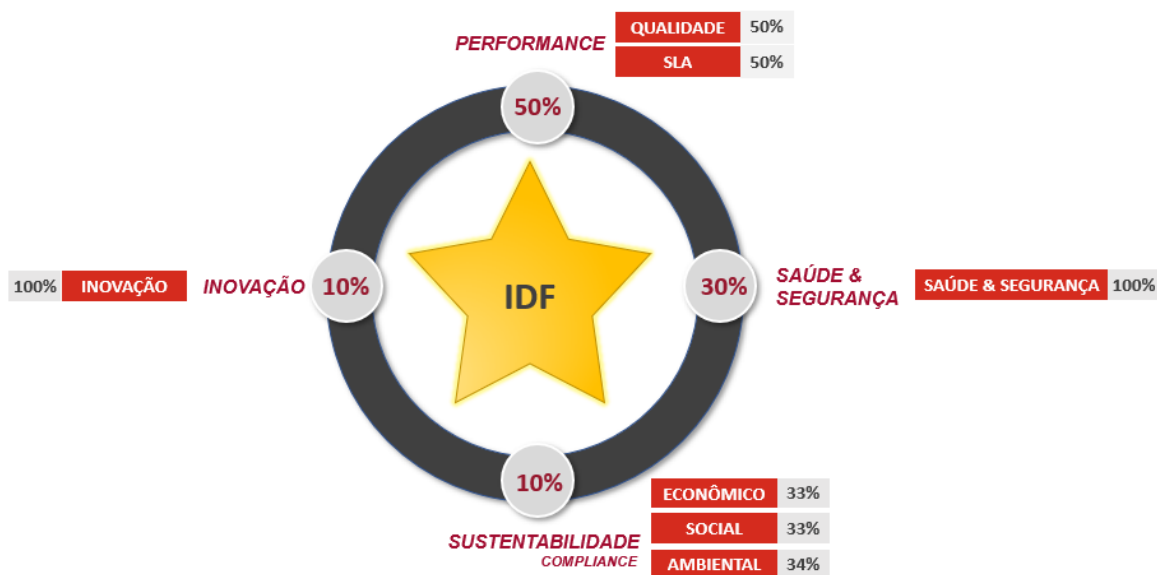 QUALIDADE 50%
PERFORMANCE
SLA 50%
50%
100% INOVAÇÃO
INOVAÇÃO
10%
IDF
30%
SAÚDE &
SEGURANÇA
SAÚDE & SEGURANÇA 100%
10%
SUSTENTABILIDADE
COMPLIANCE
ECONÔMICO 33%
SOCIAL 33%
AMBIENTAL 34%